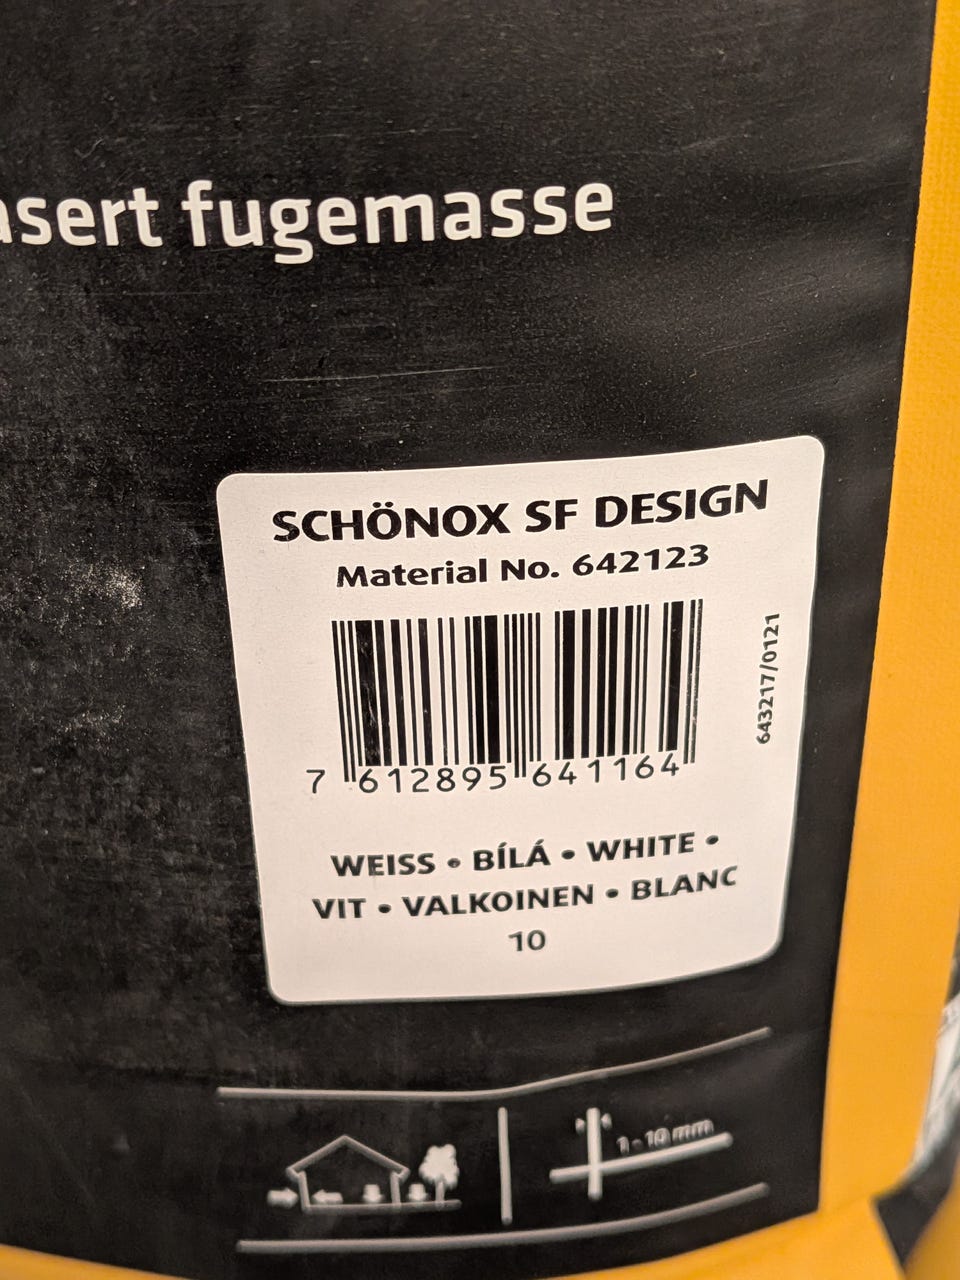 fugemasse
SCHÖNOX SF DESIGN
Material No. 642123
643217/0121
7 612895 641164
WEISS • BÍLÁ • WHITE •
VIT • VALKOINEN • BLANC
10
1 - 10 mm